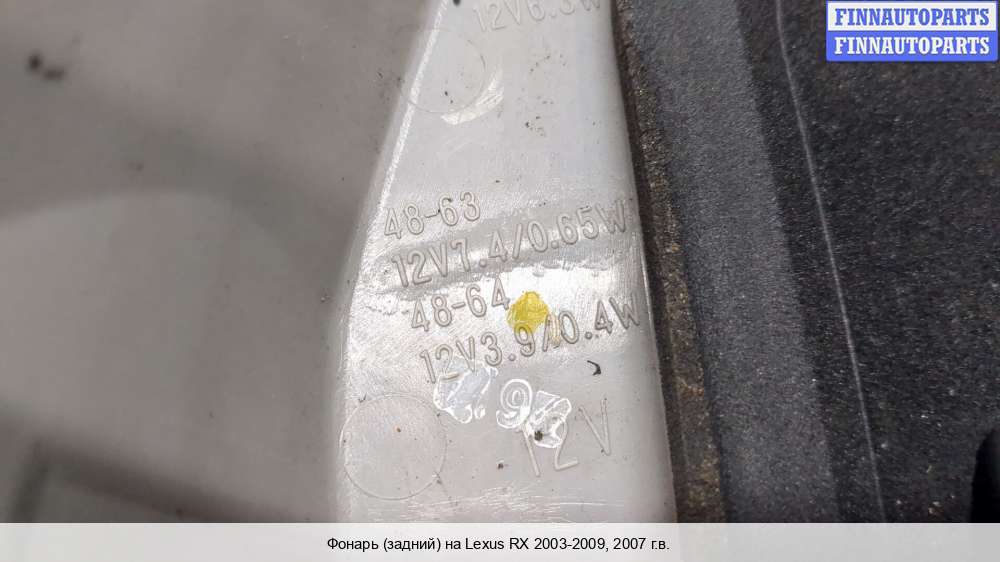 12V6.3W
FINNAUTOPARTS
FINNAUTOPARTS
48-63
12V7.4/0.65W
48-64
12V3.9/0.4W
12V
Фонарь (задний) на Lexus RX 2003-2009, 2007 г.в.